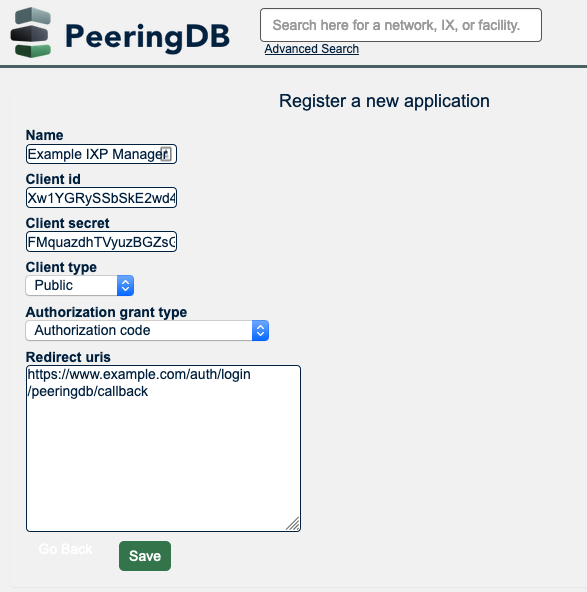 PeeringDB
Search here for a network, IX, or facility.
Advanced Search
Register a new application
Name
Example IXP Manager
Client id
Xw1YGRySSbSkE2wd4
Client secret
FMquazdhTVyuzBGZsC
Client type
Public
Authorization grant type
Authorization code
Redirect uris
https://www.example.com/auth/login
/peeringdb/callback
Go Back
Save